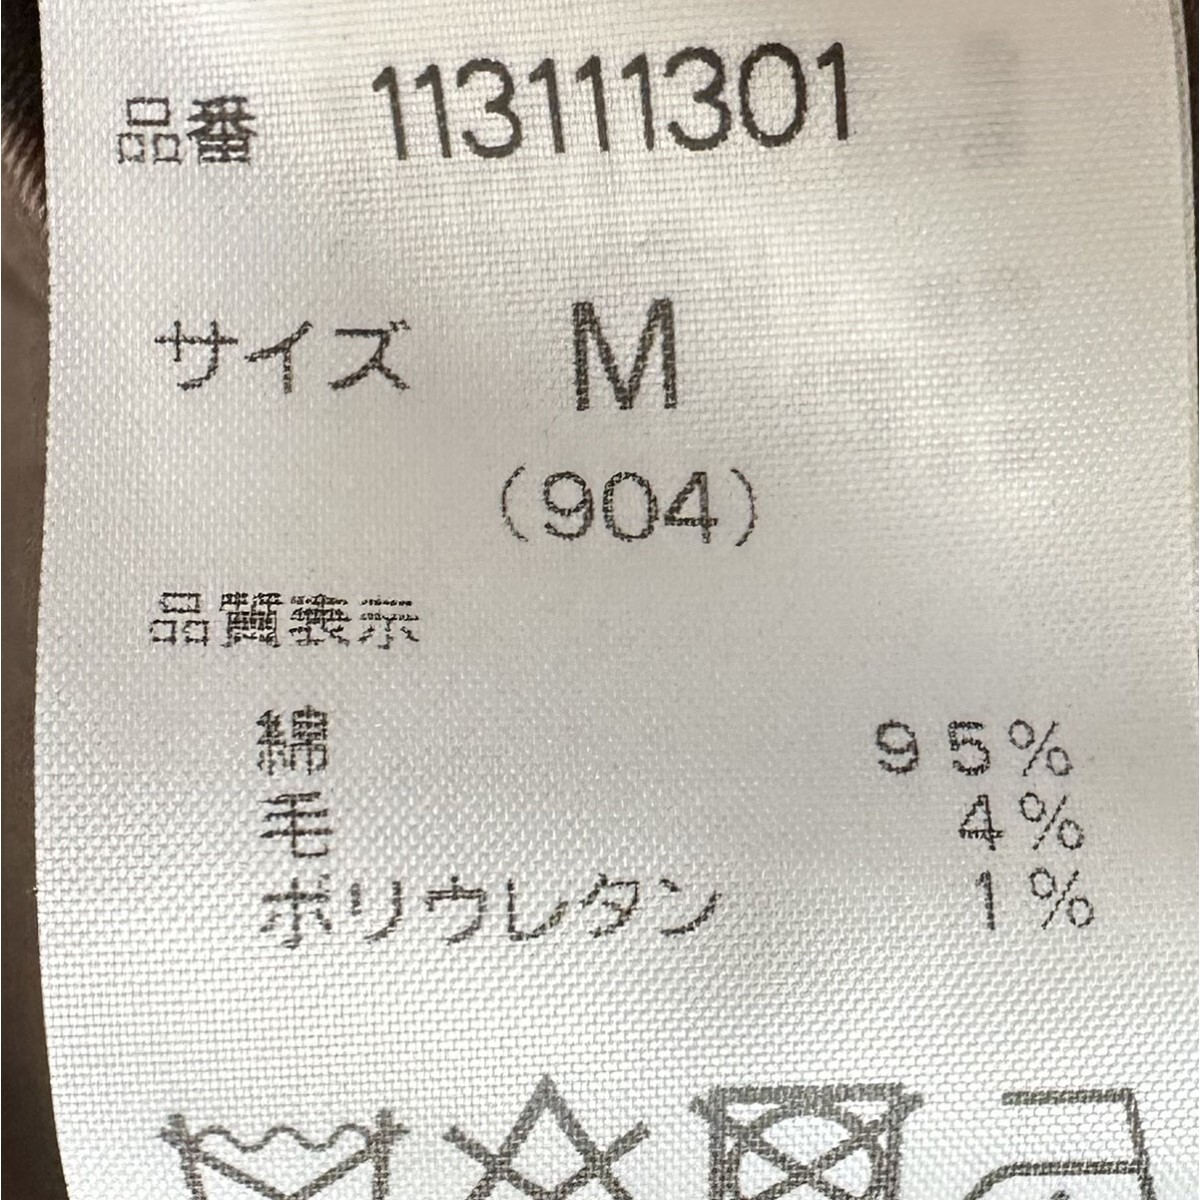 品番 113111301
サイズ M
(904)
品質表示
綿 95%
毛 4%
ポリウレタン 1%